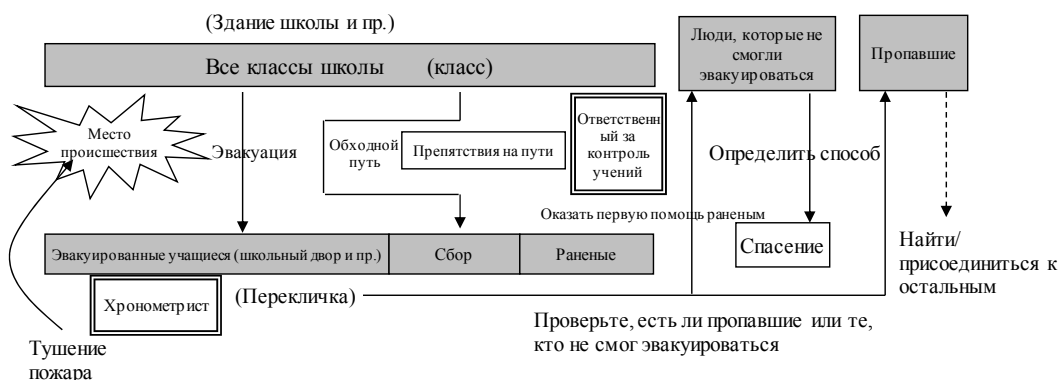 (Здание школы и пр.)
Все классы школы (класс)
Люди, которые не
смогли
эвакуироваться
Пропавшие
Место
происшествия
Эвакуация
Обходной
путь
Препятствия на пути
Ответственн
ый за
контроль
учений
Определить способ
Оказать первую помощь раненым
Эвакуированные учащиеся (школьный двор и пр.)
Сбор
Раненые
Спасение
Найти/
присоединиться к
остальным
Хронометрист
(Перекличка)
Проверьте, есть ли пропавшие или те,
кто не смог эвакуироваться
Тушение
пожара